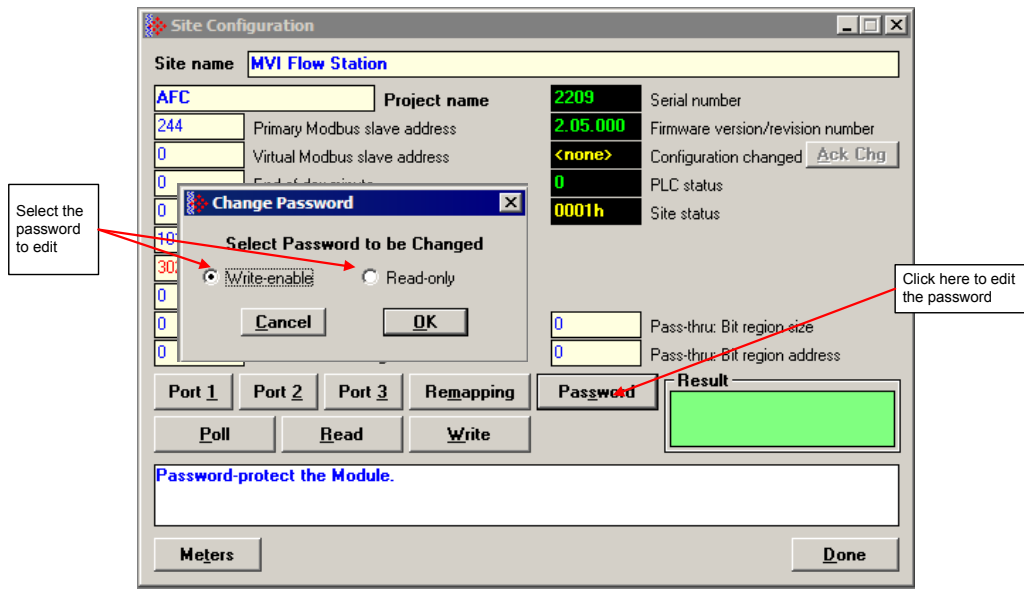 Site Configuration
Site name MVI Flow Station
AFC Project name 2209 Serial number
244 Primary Modbus slave address 2.05.000 Firmware version/revision number
0 Virtual Modbus slave address <none> Configuration changed Ack Chg
0 0 PLC status
0 0001h Site status
Change Password
Select the
password
to edit
Select Password to be Changed
Write-enable Read-only
Click here to edit
the password
0
Cancel OK
0 0 Pass-thru: Bit region size
0 0 Pass-thru: Bit region address
Port 1 Port 2 Port 3 Remapping Password Result
Poll Read Write
Password-protect the Module.
Meters Done